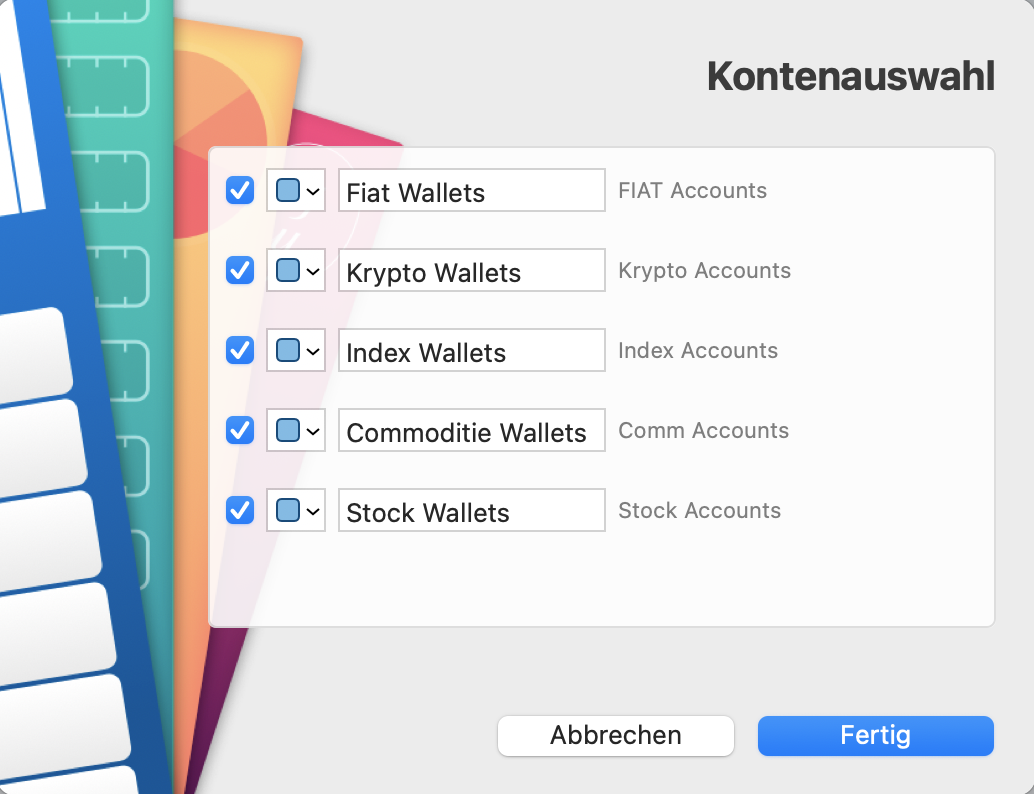 Kontenauswahl
Fiat Wallets FIAT Accounts
Krypto Wallets Krypto Accounts
Index Wallets Index Accounts
Commoditie Wallets Comm Accounts
Stock Wallets Stock Accounts
Abbrechen Fertig